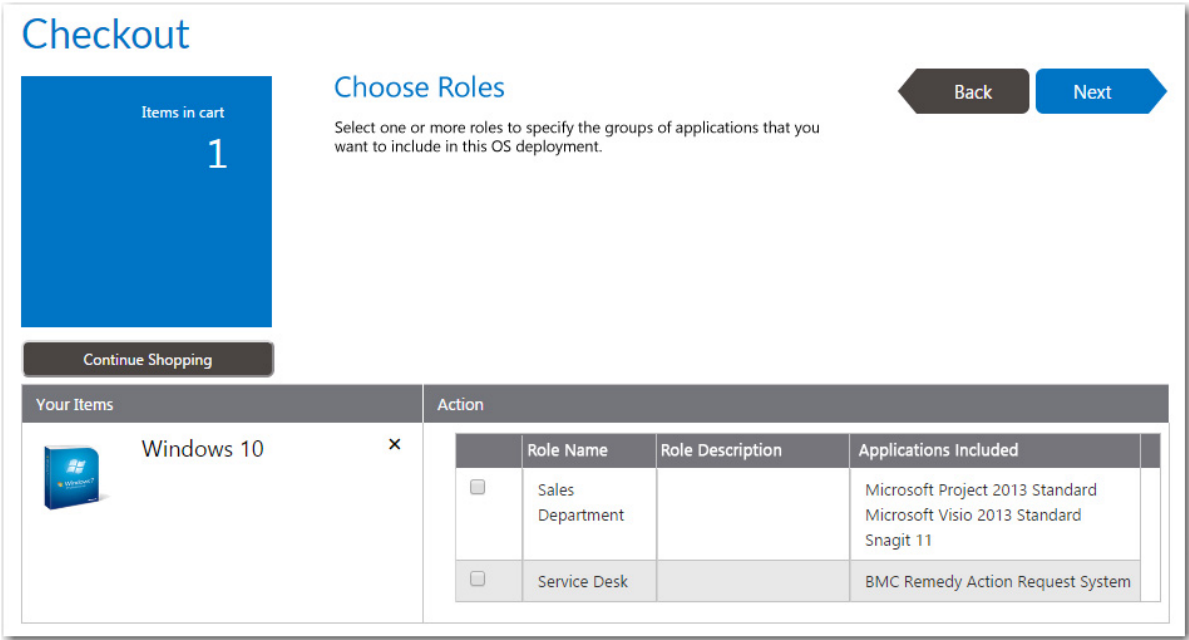 Checkout
Items in cart
1
Choose Roles
Select one or more roles to specify the groups of applications that you
want to include in this OS deployment.
Back
Next
Continue Shopping
Your Items
Action
Windows 10
×
Windows 7
Role Name
Role Description
Applications Included
Sales
Department
Microsoft Project 2013 Standard
Microsoft Visio 2013 Standard
Snagit 11
Service Desk
BMC Remedy Action Request System